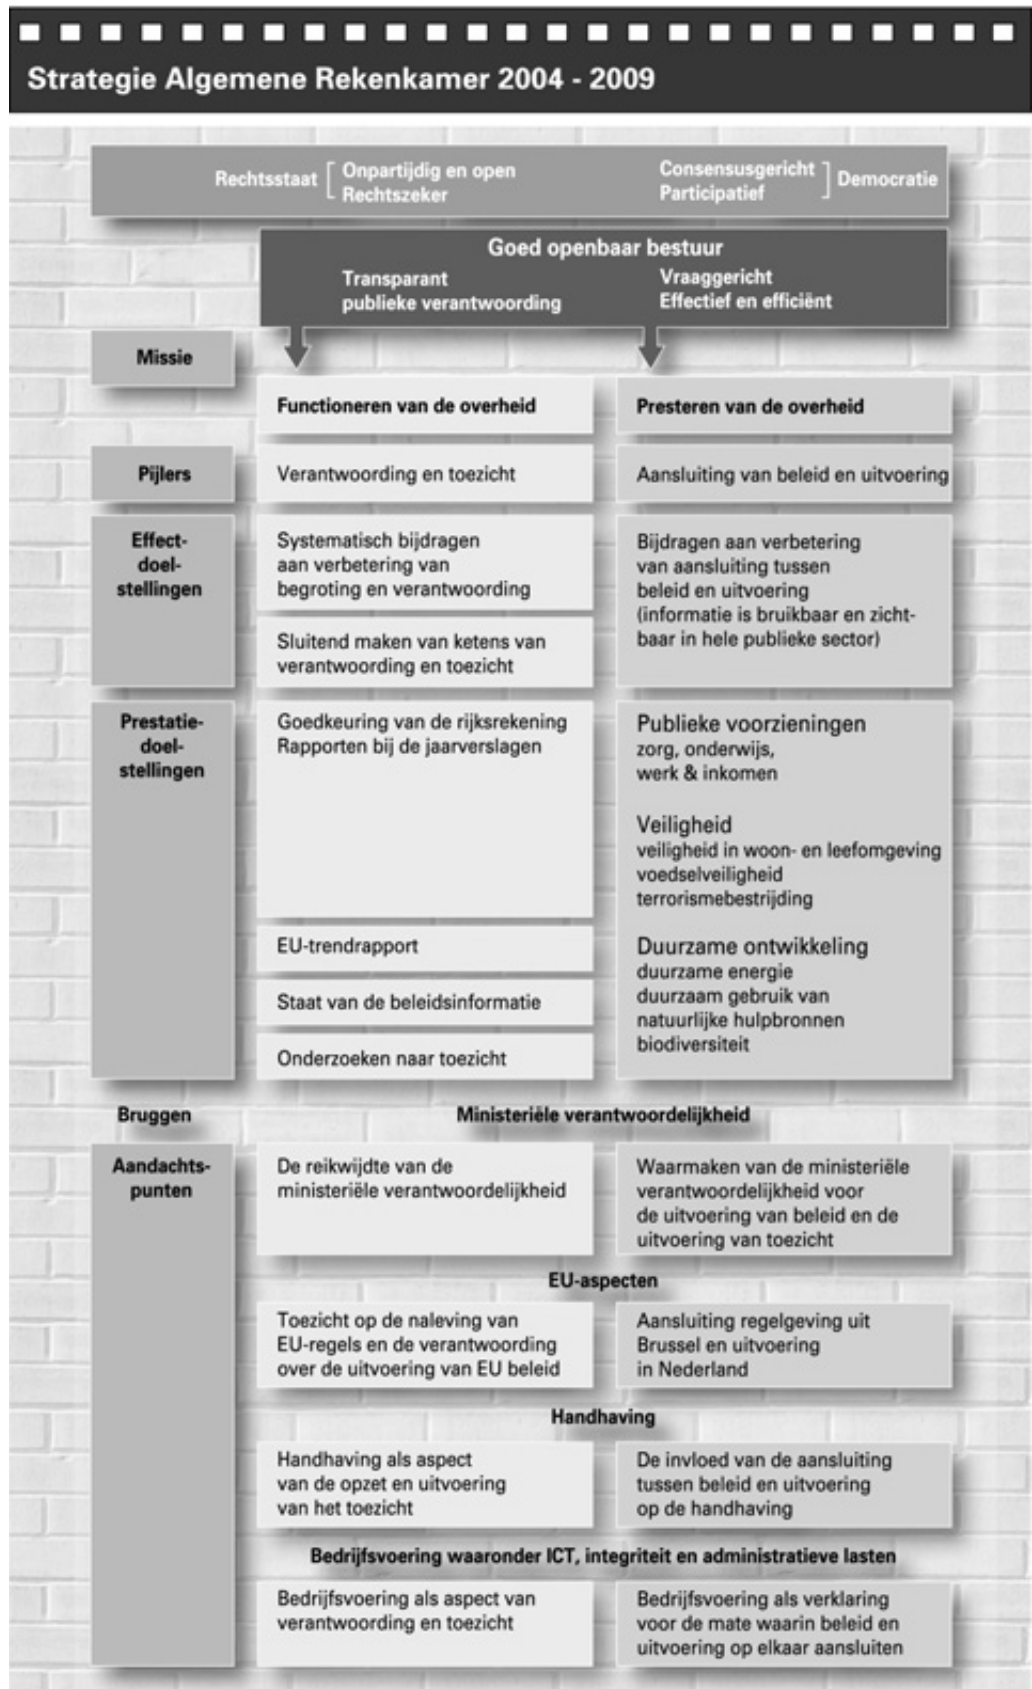 Strategie Algemene Rekenkamer 2004 - 2009
Rechtsstaat
Onpartijdig en open
Rechtszeker
Consensusgericht
Participatief
Democratie
Goed openbaar bestuur
Transparant
publieke verantwoording
Vraaggericht
Effectief en efficiënt
Missie
Functioneren van de overheid
Presteren van de overheid
Pijlers
Verantwoording en toezicht
Aansluiting van beleid en uitvoering
Effect-
doel-
stellingen
Systematisch bijdragen
aan verbetering van
begroting en verantwoording
Sluitend maken van ketens van
verantwoording en toezicht
Bijdragen aan verbetering
van aansluiting tussen
beleid en uitvoering
(informatie is bruikbaar en zicht-
baar in hele publieke sector)
Prestatie-
doel-
stellingen
Goedkeuring van de rijksrekening
Rapporten bij de jaarverslagen
EU-trendrapport
Staat van de beleidsinformatie
Onderzoeken naar toezicht
Publieke voorzieningen
zorg, onderwijs,
werk & inkomen
Veiligheid
veiligheid in woon- en leefomgeving
voedselveiligheid
terrorismebestrijding
Duurzame ontwikkeling
duurzame energie
duurzaam gebruik van
natuurlijke hulpbronnen
biodiversiteit
Bruggen
Ministeriële verantwoordelijkheid
Aandachts-
punten
De reikwijdte van de
ministeriële verantwoordelijkheid
Waarmaken van de ministeriële
verantwoordelijkheid voor
de uitvoering van beleid en de
uitvoering van toezicht
EU-aspecten
Toezicht op de naleving van
EU-regels en de verantwoording
over de uitvoering van EU beleid
Aansluiting regelgeving uit
Brussel en uitvoering
in Nederland
Handhaving
Handhaving als aspect
van de opzet en uitvoering
van het toezicht
De invloed van de aansluiting
tussen beleid en uitvoering
op de handhaving
Bedrijfsvoering waaronder ICT, integriteit en administratieve lasten
Bedrijfsvoering als aspect van
verantwoording en toezicht
Bedrijfsvoering als verklaring
voor de mate waarin beleid en
uitvoering op elkaar aansluiten